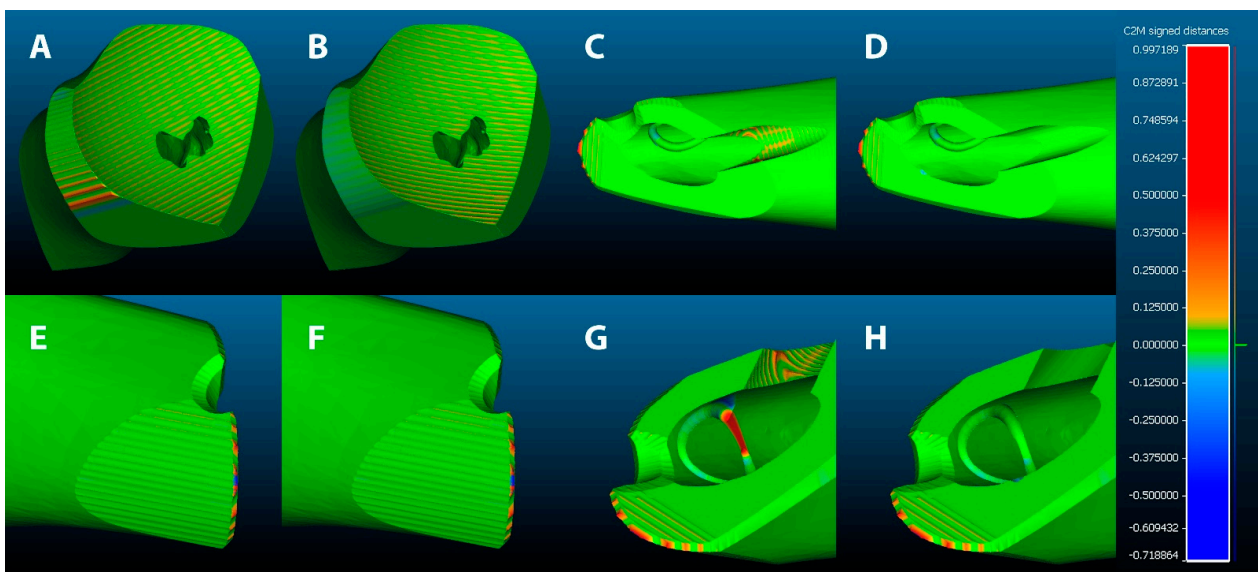 A
B
C
D
C2M signed distances
0.997189
0.872891
0.748594
0.624297
0.500000
0.375000
0.250000
0.125000
0.000000
-0.125000
-0.250000
-0.375000
-0.500000
-0.609432
-0.718864
E
F
G
H